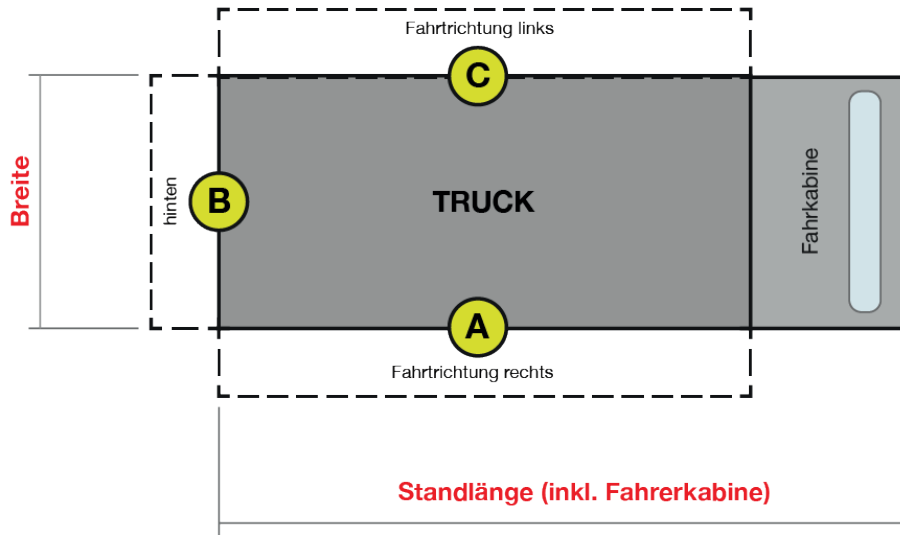 Fahrtrichtung links
C
Breite
hinten
B
TRUCK
Fahrkabine
A
Fahrtrichtung rechts
Standlänge (inkl. Fahrerkabine)